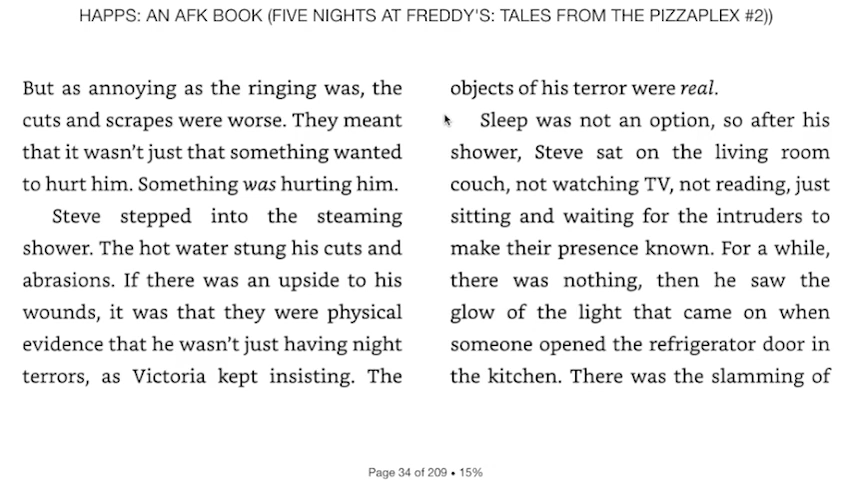 HAPPS: AN AFK BOOK (FIVE NIGHTS AT FREDDY'S: TALES FROM THE PIZZAPLEX #2))
But as annoying as the ringing was, the
cuts and scrapes were worse. They meant
that it wasn't just that something wanted
to hurt him. Something was hurting him.
Steve stepped into the steaming
shower. The hot water stung his cuts and
abrasions. If there was an upside to his
wounds, it was that they were physical
evidence that he wasn't just having night
terrors, as Victoria kept insisting. The
objects of his terror were real.
Sleep was not an option, so after his
shower, Steve sat on the living room
couch, not watching TV, not reading, just
sitting and waiting for the intruders to
make their presence known. For a while,
there was nothing, then he saw the
glow of the light that came on when
someone opened the refrigerator door in
the kitchen. There was the slamming of
Page 34 of 209 • 15%